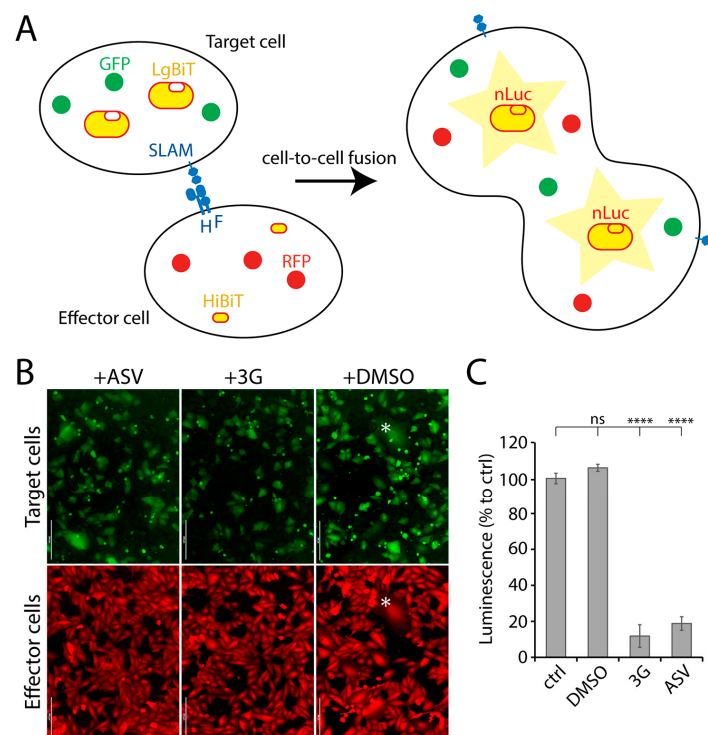 A
Target cell
GFP
LgBiT
SLAM
H F
cell-to-cell fusion
RFP
HiBiT
Effector cell
nLuc
nLuc
B
+ASV
+3G
+DMSO
Target cells
*
Effector cells
*
C
ns
****
****
Luminescence (% to ctrl)
120
100
80
60
40
20
0
ctrl
DMSO
3G
ASV